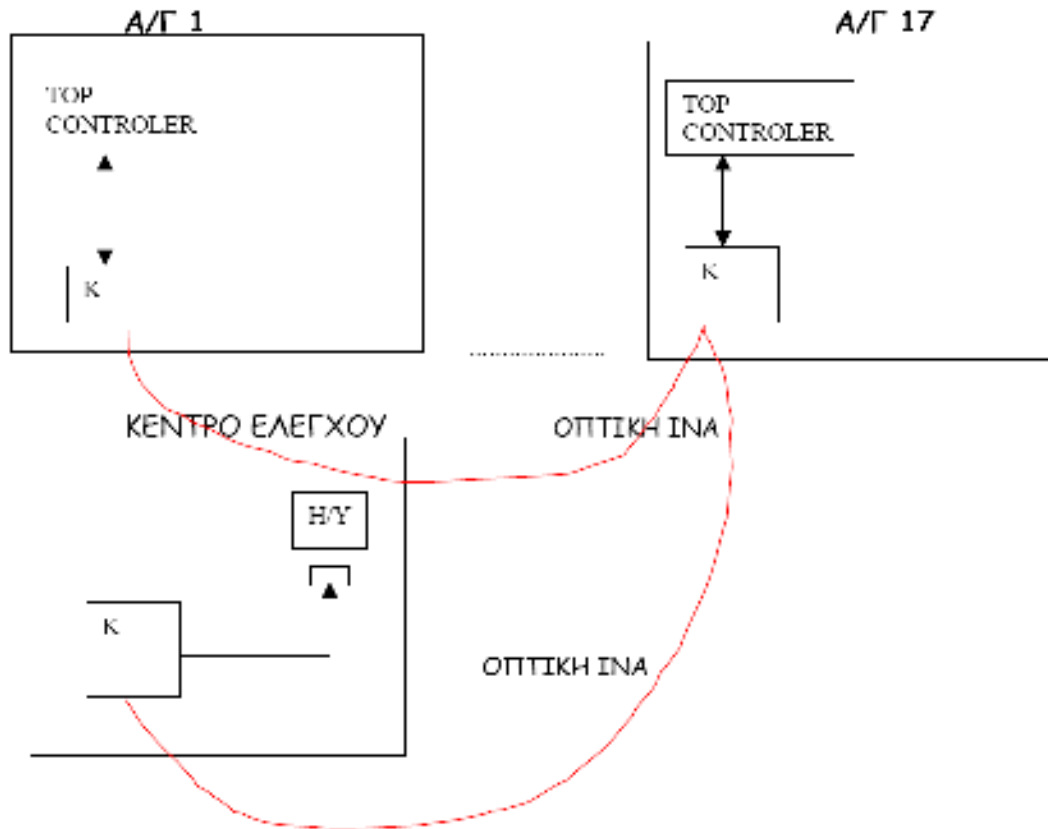 Α/Γ 1
Α/Γ 17
TOP
CONTROLER
TOP
CONTROLER
K
K
ΚΕΝΤΡΟ ΕΛΕΓΧΟΥ
ΟΠΤΙΚΗ ΙΝΑ
Η/Υ
K
ΟΠΤΙΚΗ ΙΝΑ